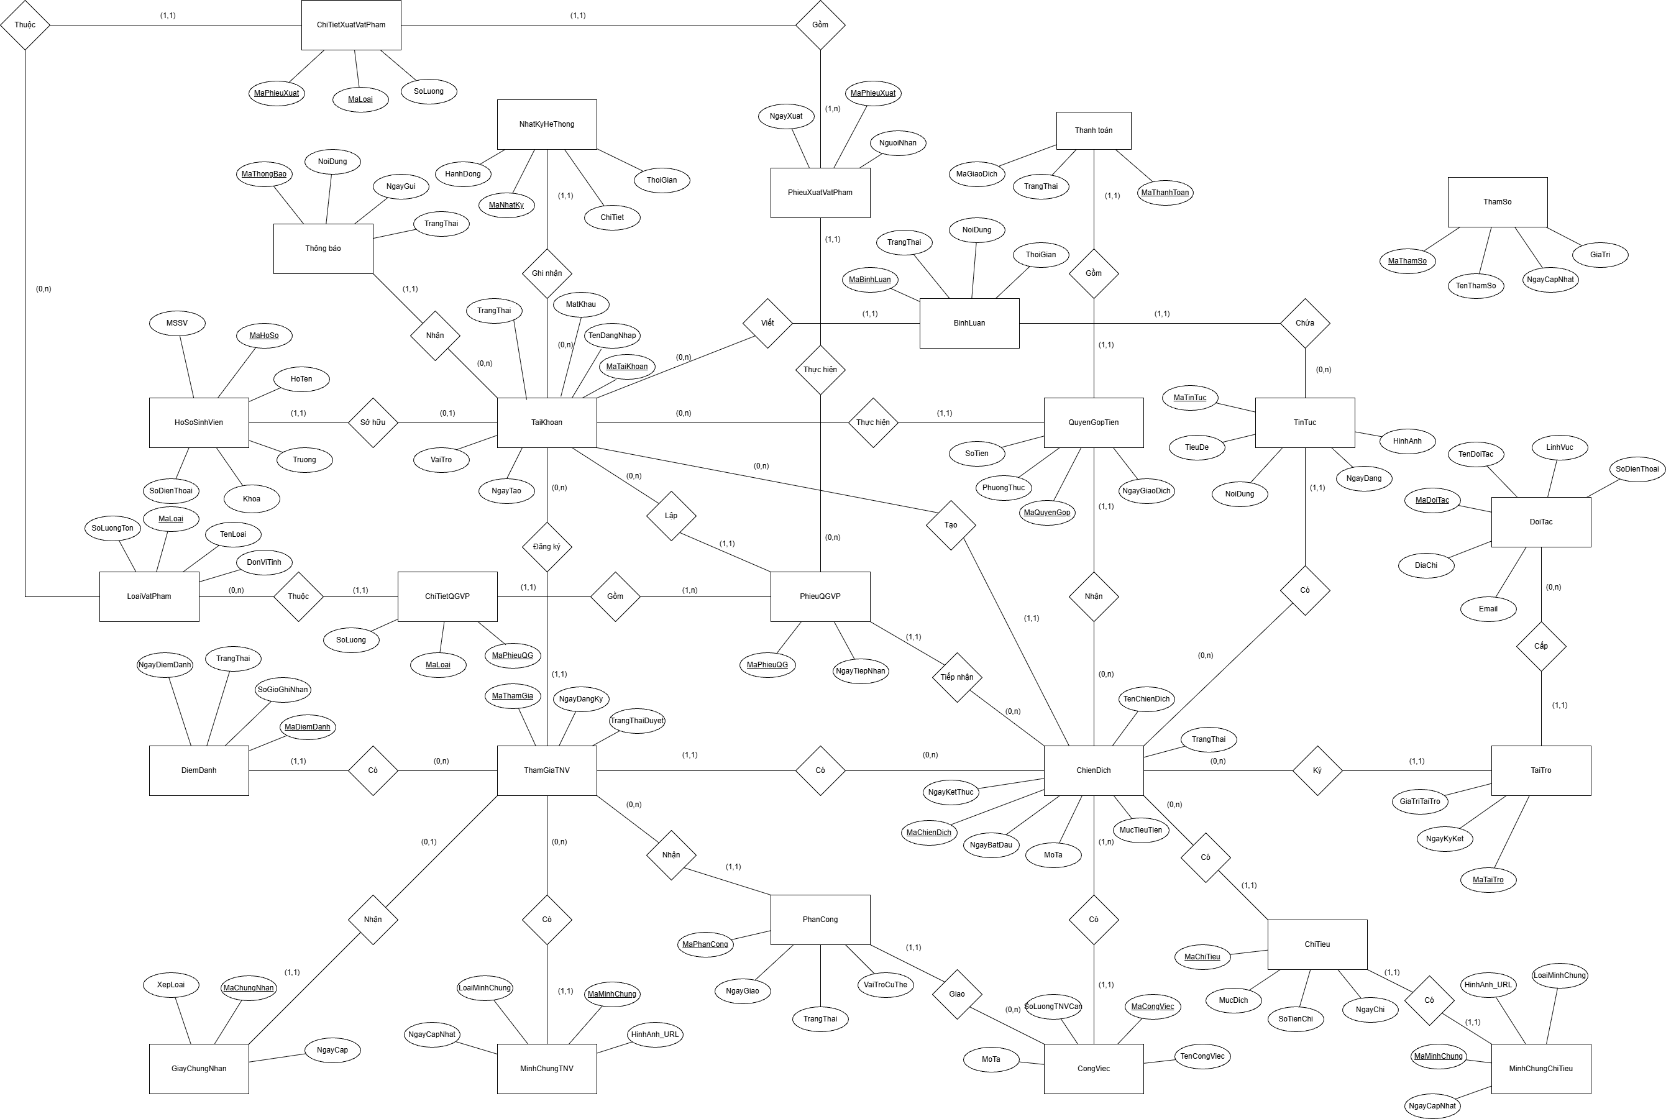 Thuộc
(1,1)
ChiTietXuatVatPham
(1,1)
Gồm
MaPhieuXuat
MaLoai
SoLuong
(1,n)
NhatKyHeThong
HanhDong
MaNhatKy
ChiTiet
ThoiGian
(1,1)
NgayXuat
MaPhieuXuat
NguoiNhan
PhieuXuatVatPham
(1,1)
Thanh toán
MaGiaoDich
TrangThai
MaThanhToan
(1,1)
ThamSo
MaThamSo
TenThamSo
NgayCapNhat
GiaTri
MaThongBao
NoiDung
NgayGui
TrangThai
Thông báo
(1,1)
(0,n)
Ghi nhận
Gồm
MaBinhLuan
TrangThai
NoiDung
ThoiGian
BinhLuan
Viết
(1,1)
(1,1)
Chứa
Nhận
(0,n)
TrangThai
MatKhau
(0,n)
TenDangNhap
MaTaiKhoan
(0,n)
(1,1)
(0,n)
Thực hiện
MSSV
MaHoSo
HoTen
HoSoSinhVien
(1,1)
Sở hữu
(0,1)
TaiKhoan
(0,n)
Thực hiện
(1,1)
QuyenGopTien
MaTinTuc
TinTuc
HinhAnh
TieuDe
NoiDung
NgayDang
Truong
SoDienThoai
Khoa
VaiTro
NgayTao
(0,n)
(0,n)
(0,n)
SoTien
PhuongThuc
MaQuyenGop
NgayGiaoDich
(1,1)
(1,1)
TenDoiTac
LinhVuc
SoDienThoai
MaDoiTac
DoiTac
DiaChi
Email
(0,n)
SoLuongTon
MaLoai
TenLoai
DonViTinh
LoaiVatPham
(0,n)
Thuộc
(1,1)
ChiTietQGVP
(1,1)
Gồm
(1,n)
PhieuQGVP
Đăng ký
Lập
(1,1)
(0,n)
Tạo
Nhận
Có
(1,1)
SoLuong
MaLoai
MaPhieuQG
MaPhieuQG
NgayTiepNhan
(1,1)
Tiếp nhận
(0,n)
(0,n)
(0,n)
Cấp
(1,1)
NgayDiemDanh
TrangThai
SoGioGhiNhan
MaDiemDanh
DiemDanh
(1,1)
Có
(0,n)
(1,1)
MaThamGia
NgayDangKy
TrangThaiDuyet
ThamGiaTNV
(1,1)
Có
(0,n)
TenChienDich
TrangThai
ChienDich
(0,n)
Ký
(1,1)
TaiTro
NgayKetThuc
MaChienDich
NgayBatDau
MoTa
MucTieuTien
(0,n)
GiaTriTaiTro
NgayKyKet
MaTaiTro
(0,1)
(0,n)
(0,n)
Nhận
(1,1)
(1,n)
Có
(1,1)
Nhận
Có
MaPhanCong
PhanCong
NgayGiao
TrangThai
VaiTroCuThe
(1,1)
Giao
(0,n)
Có
ChiTieu
MaChiTieu
MucDich
SoTienChi
NgayChi
(1,1)
Có
(1,1)
(1,1)
XepLoai
MaChungNhan
NgayCap
GiayChungNhan
LoaiMinhChung
(1,1)
MaMinhChung
NgayCapNhat
HinhAnh_URL
MinhChungTNV
SoLuongTNVCan
(1,1)
MaCongViec
MoTa
TenCongViec
CongViec
HinhAnh_URL
LoaiMinhChung
MaMinhChung
NgayCapNhat
MinhChungChiTieu